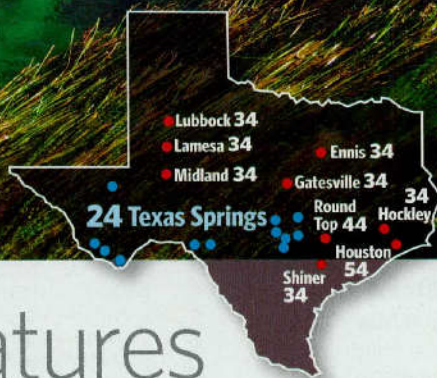 Lubbock 34
Lamesa 34
Midland 34
Ennis 34
Gatesville 34
24 Texas Springs
Round
Top 44
34
Hockley
Houston
54
Shiner
34
atures